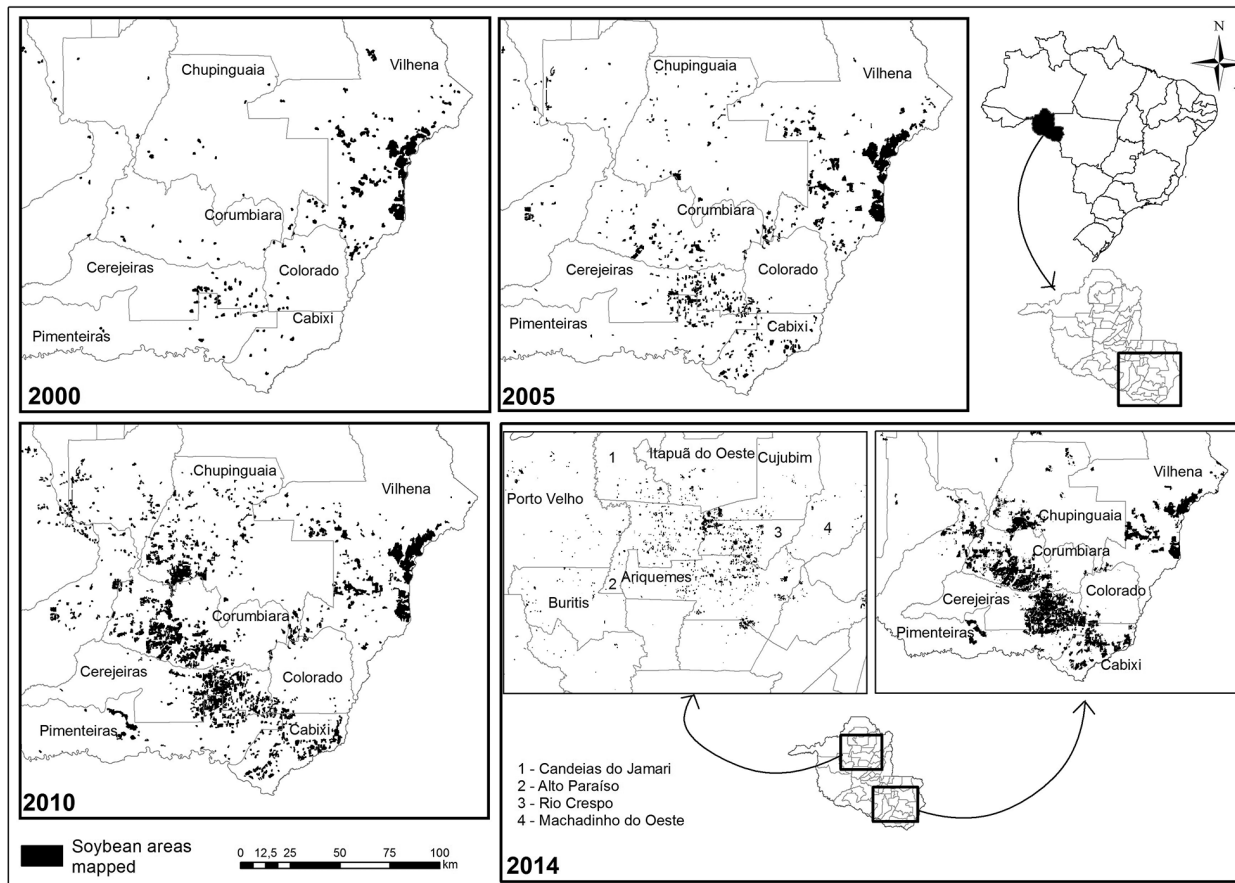 Chupinguaia
Vilhena
Corumbiara
Cerejeiras
Colorado
Cabixi
Pimenteiras
2000
Chupinguaia
Vilhena
Corumbiara
Cerejeiras
Colorado
Pimenteiras
Cabixi
2005
N
Chupinguaia
Vilhena
Corumbiara
Cerejeiras
Colorado
Pimenteiras
Cabixi
2010
1
Itapuã do Oeste
Cujubim
Porto Velho
3
4
2
Ariquemes
Buritis
Vilhena
Chupinguaia
Corumbiara
Cerejeiras
Colorado
Pimenteiras
Cabixi
1 - Candeias do Jamari
2 - Alto Paraíso
3 - Rio Crespo
4 - Machadinho do Oeste
2014
Soybean areas
mapped
0 12,5 25 50 75 100
km